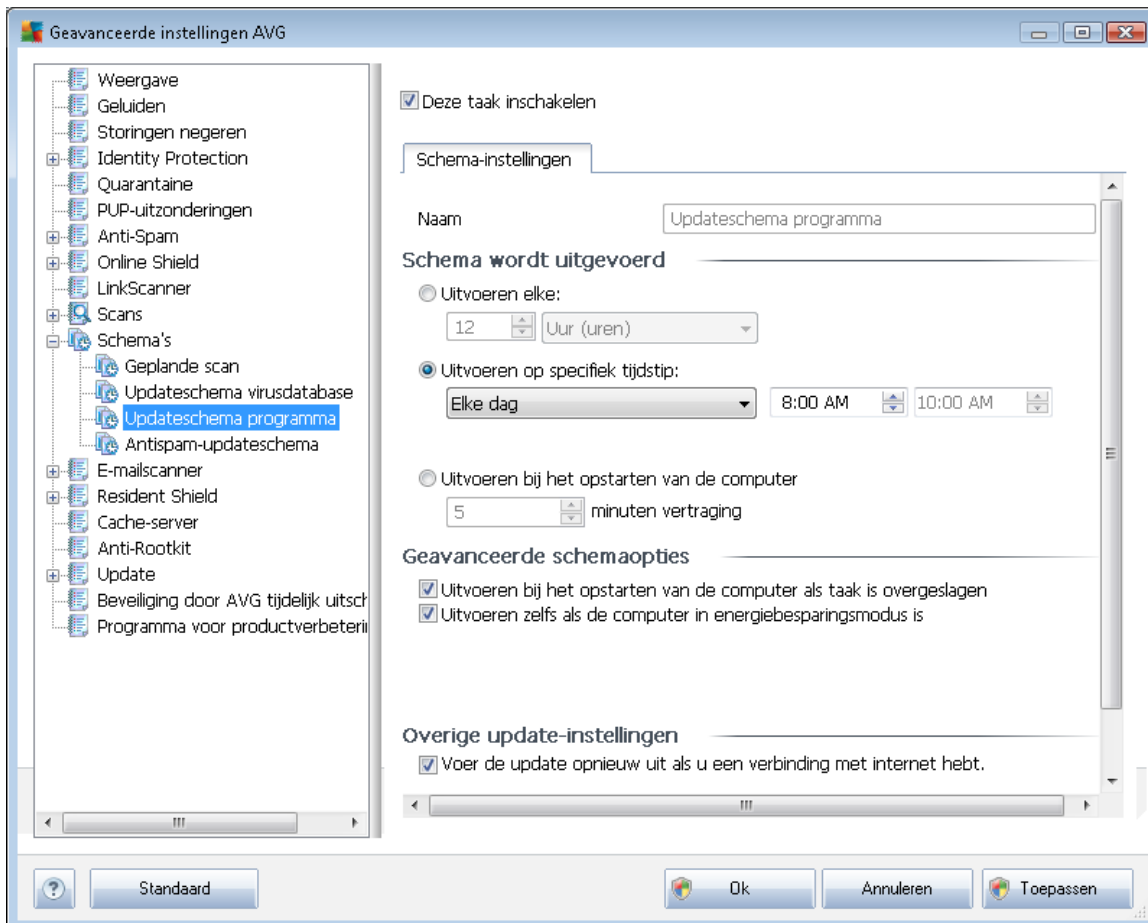 Geavanceerde instellingen AVG
Weergave
Geluiden
Storingen negeren
Identity Protection
Quarantaine
PUP-uitzonderingen
Anti-Spam
Online Shield
LinkScanner
Scans
Schema's
Geplande scan
Updateschema virusdatabase
Updateschema programma
Antispam-updateschema
E-mailscanner
Resident Shield
Cache-server
Anti-Rootkit
Update
Beveiliging door AVG tijdelijk uitsch
Programma voor productverbeterin
Deze taak inschakelen
Schema-instellingen
Naam Updateschema programma
Schema wordt uitgevoerd
Uitvoeren elke:
12 Uur (uren)
Uitvoeren op specifiek tijdstip:
Elke dag 8:00 AM 10:00 AM
Uitvoeren bij het opstarten van de computer
5 minuten vertraging
Geavanceerde schemaopties
Uitvoeren bij het opstarten van de computer als taak is overgeslagen
Uitvoeren zelfs als de computer in energiebesparingsmodus is
Overige update-instellingen
Voer de update opnieuw uit als u een verbinding met internet hebt.
? Standaard Ok Annuleren Toepassen